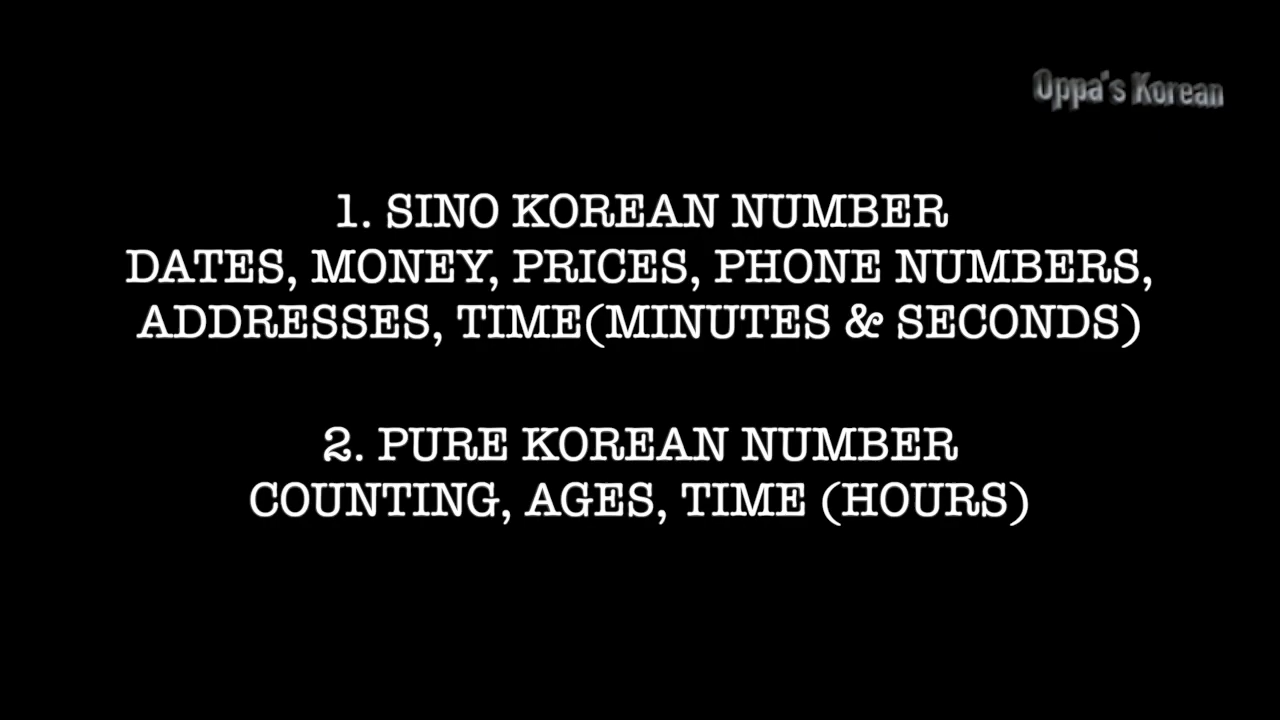 Oppa's Korean
1. SINO KOREAN NUMBER
DATES, MONEY, PRICES, PHONE NUMBERS,
ADDRESSES, TIME(MINUTES & SECONDS)
2. PURE KOREAN NUMBER
COUNTING, AGES, TIME (HOURS)